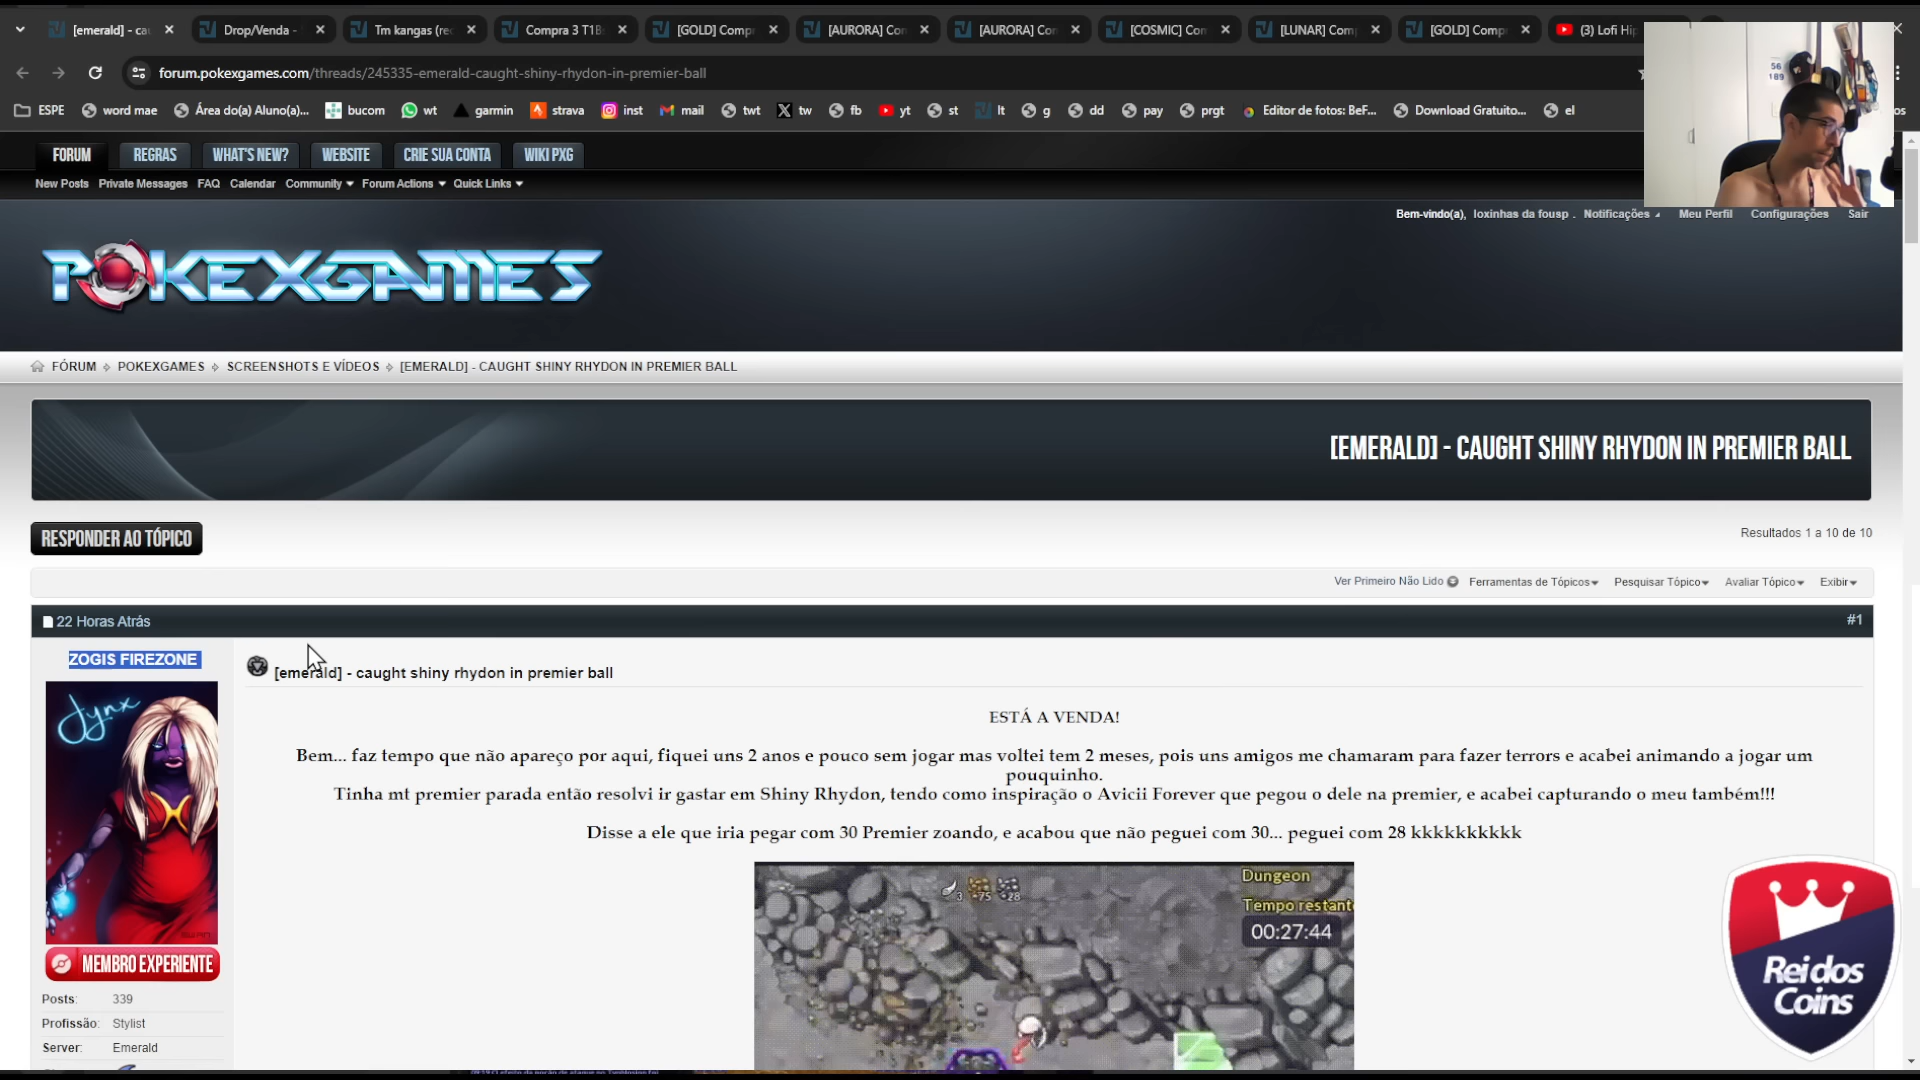 [emerald] - ca
Drop/Venda -
Tm kangas (re
Compra 3 T1B
[GOLD] Comp
[AURORA] Con
[AURORA] Con
[COSMIC] Con
[LUNAR] Com
[GOLD] Comp
(3) Lofi Hip
forum.pokexgames.com/threads/245335-emerald-caught-shiny-rhydon-in-premier-ball
ESPE
word mae
Área do(a) Aluno(a)...
bucom
wt
garmin
strava
inst
mail
twt
tw
fb
yt
st
lt
g
dd
pay
prgt
Editor de fotos: BeF...
Download Gratuito...
el
os
56
189
FORUM
REGRAS
WHAT'S NEW?
WEBSITE
CRIE SUA CONTA
WIKI PXG
New Posts
Private Messages
FAQ
Calendar
Community
Forum Actions
Quick Links
Bem-vindo(a), loxinhas da fousp .
Notificações
Meu Perfil
Configurações
Sair
POKEXGAMES
FÓRUM
POKEXGAMES
SCREENSHOTS E VÍDEOS
[EMERALD] - CAUGHT SHINY RHYDON IN PREMIER BALL
[EMERALD] - CAUGHT SHINY RHYDON IN PREMIER BALL
RESPONDER AO TÓPICO
Resultados 1 a 10 de 10
Ver Primeiro Não Lido
Ferramentas de Tópicos
Pesquisar Tópico
Avaliar Tópico
Exibir
22 Horas Atrás
#1
ZOGIS FIREZONE
[emerald] - caught shiny rhydon in premier ball
Jynx
ESTÁ A VENDA!
Bem... faz tempo que não apareço por aqui, fiquei uns 2 anos e pouco sem jogar mas voltei tem 2 meses, pois uns amigos me chamaram para fazer terrors e acabei animando a jogar um
pouquinho.
Tinha mt premier parada então resolvi ir gastar em Shiny Rhydon, tendo como inspiração o Avicii Forever que pegou o dele na premier, e acabei capturando o meu também!!!
Disse a ele que iria pegar com 30 Premier zoando, e acabou que não peguei com 30... peguei com 28 kkkkkkkkkk
3
75
28
Dungeon
Tempo restant
00:27:44
MEMBRO EXPERIENTE
Posts: 339
Profissão: Stylist
Server: Emerald
Rei dos
Coins